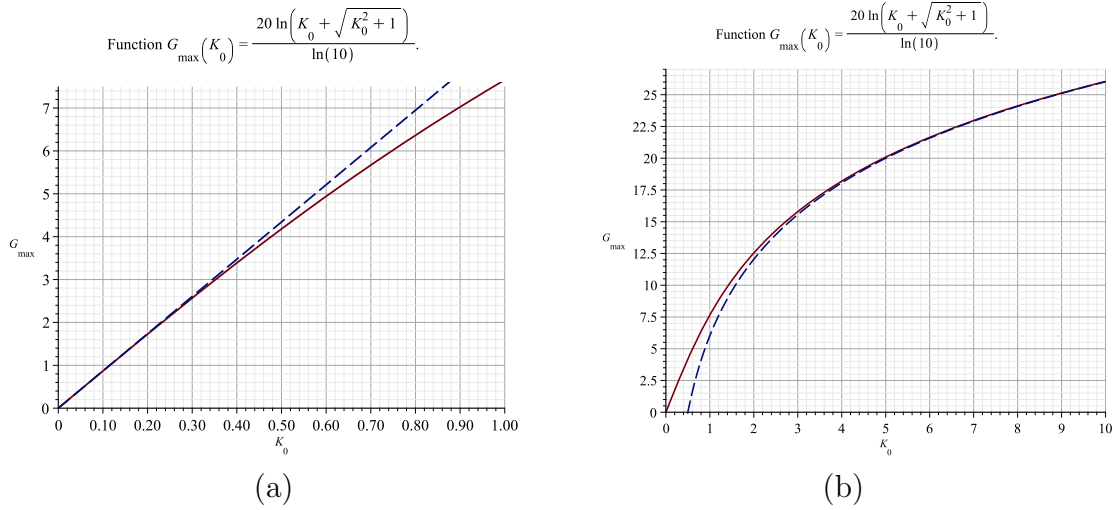 Function G_max(K_0) = 20 ln(K_0 + √(K_0^2 + 1)) / ln(10).
7
6
5
4
3
2
1
0
G_max
0 0.10 0.20 0.30 0.40 0.50 0.60 0.70 0.80 0.90 1.00
K_0
(a)
Function G_max(K_0) = 20 ln(K_0 + √(K_0^2 + 1)) / ln(10).
25
22.5
20
17.5
15
12.5
10
7.5
5
2.5
0
G_max
0 1 2 3 4 5 6 7 8 9 10
K_0
(b)